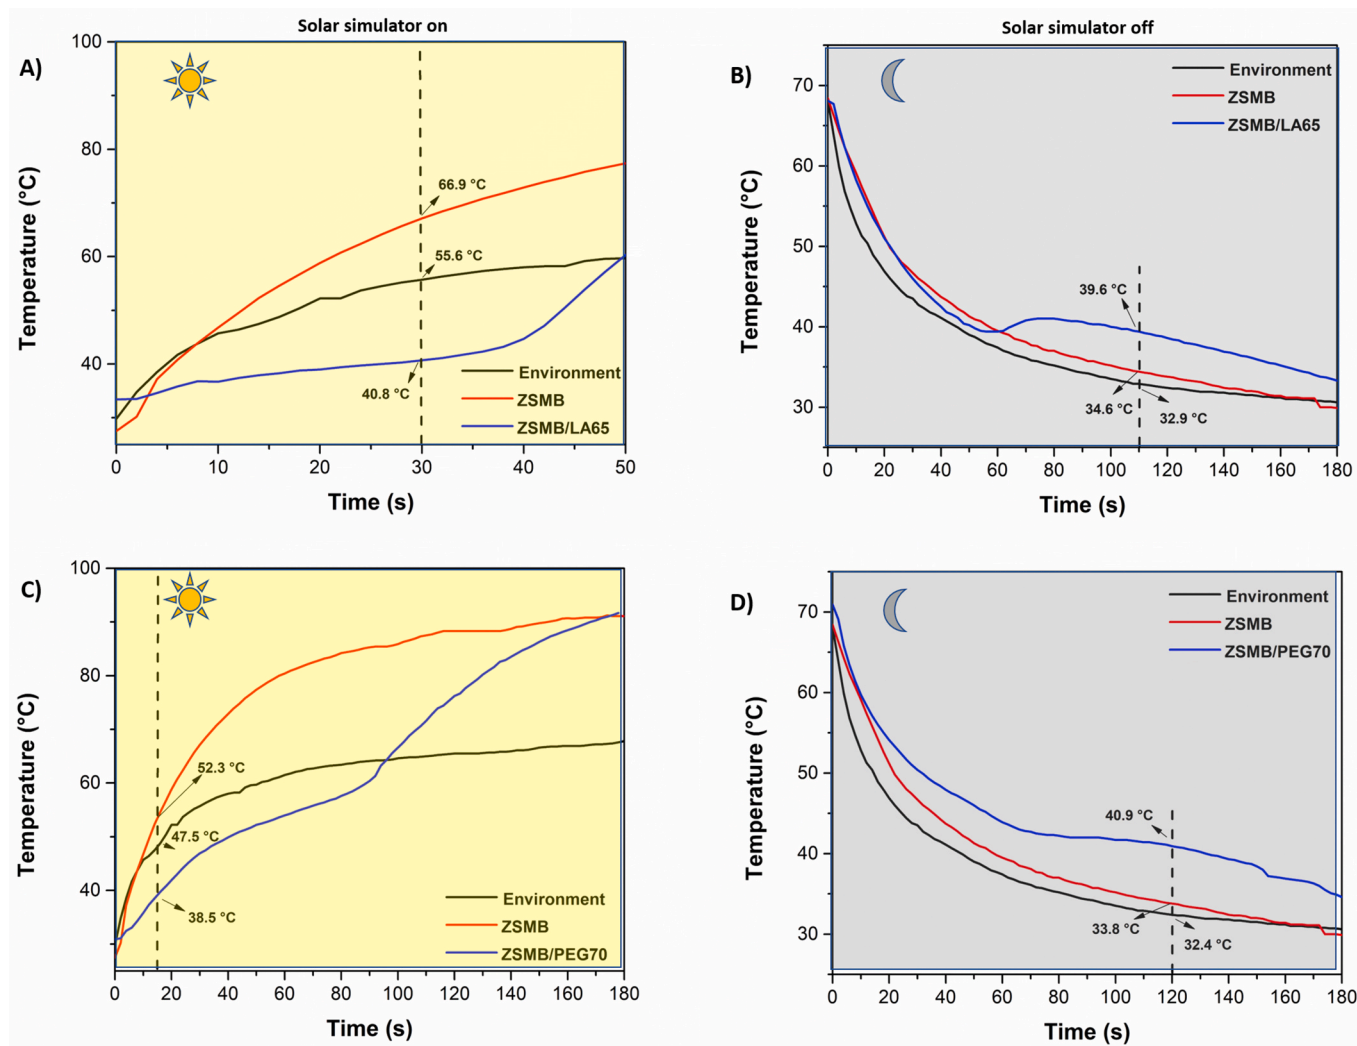 Solar simulator on
A)
100
80
60
40
0
10
20
30
40
50
Temperature (°C)
Time (s)
66.9 °C
55.6 °C
40.8 °C
Environment
ZSMB
ZSMB/LA65
Solar simulator off
B)
70
60
50
40
30
0
20
40
60
80
100
120
140
160
180
Temperature (°C)
Time (s)
Environment
ZSMB
ZSMB/LA65
39.6 °C
34.6 °C
32.9 °C
C)
100
80
60
40
0
20
40
60
80
100
120
140
160
180
Temperature (°C)
Time (s)
52.3 °C
47.5 °C
38.5 °C
Environment
ZSMB
ZSMB/PEG70
D)
70
60
50
40
30
0
20
40
60
80
100
120
140
160
180
Temperature (°C)
Time (s)
Environment
ZSMB
ZSMB/PEG70
40.9 °C
33.8 °C
32.4 °C